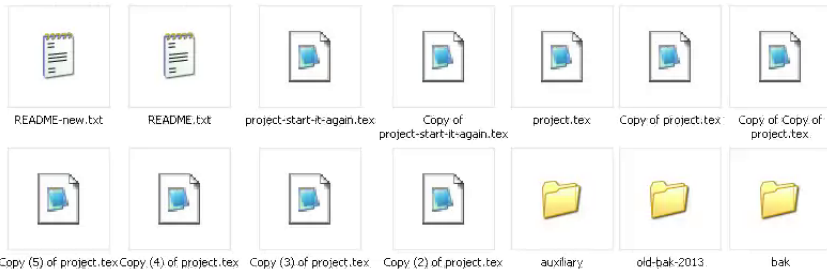 README-new.txt
README.txt
project-start-it-again.tex
Copy of
project-start-it-again.tex
project.tex
Copy of project.tex
Copy of Copy of
project.tex
Copy (5) of project.tex
Copy (4) of project.tex
Copy (3) of project.tex
Copy (2) of project.tex
auxiliary
old-bak-2013
bak